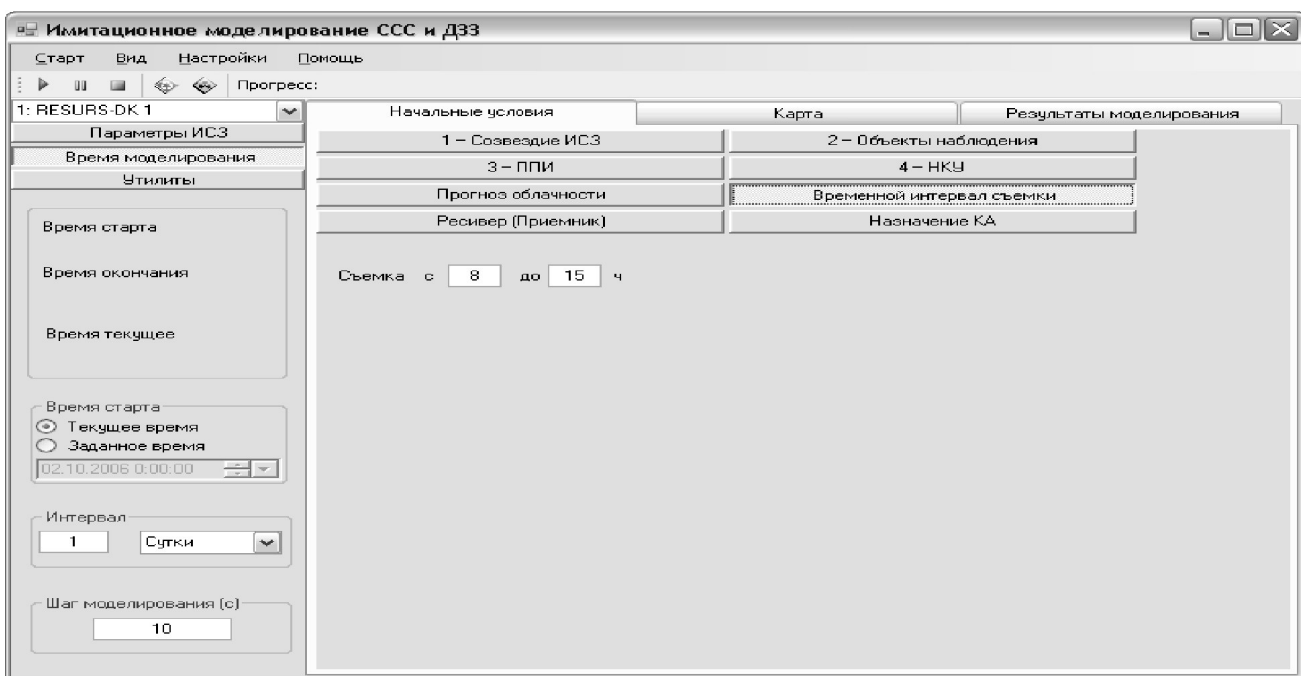 Имитационное моделирование ССС и ДЗЗ
Старт Вид Настройки Помощь
Прогресс:
1: RESURS-DK 1
Параметры ИСЗ
Время моделирования
Утилиты
Время старта
Время окончания
Время текущее
Время старта
Текущее время
Заданное время
02.10.2006 0:00:00
Интервал
1 Сутки
Шаг моделирования (с)
10
Начальные условия Карта Результаты моделирования
1 – Созвездие ИСЗ 2 – Объекты наблюдения
3 – ППИ 4 – НКУ
Прогноз облачности Временной интервал съемки
Ресивер (Приемник) Назначение КА
Съемка с 8 до 15 ч